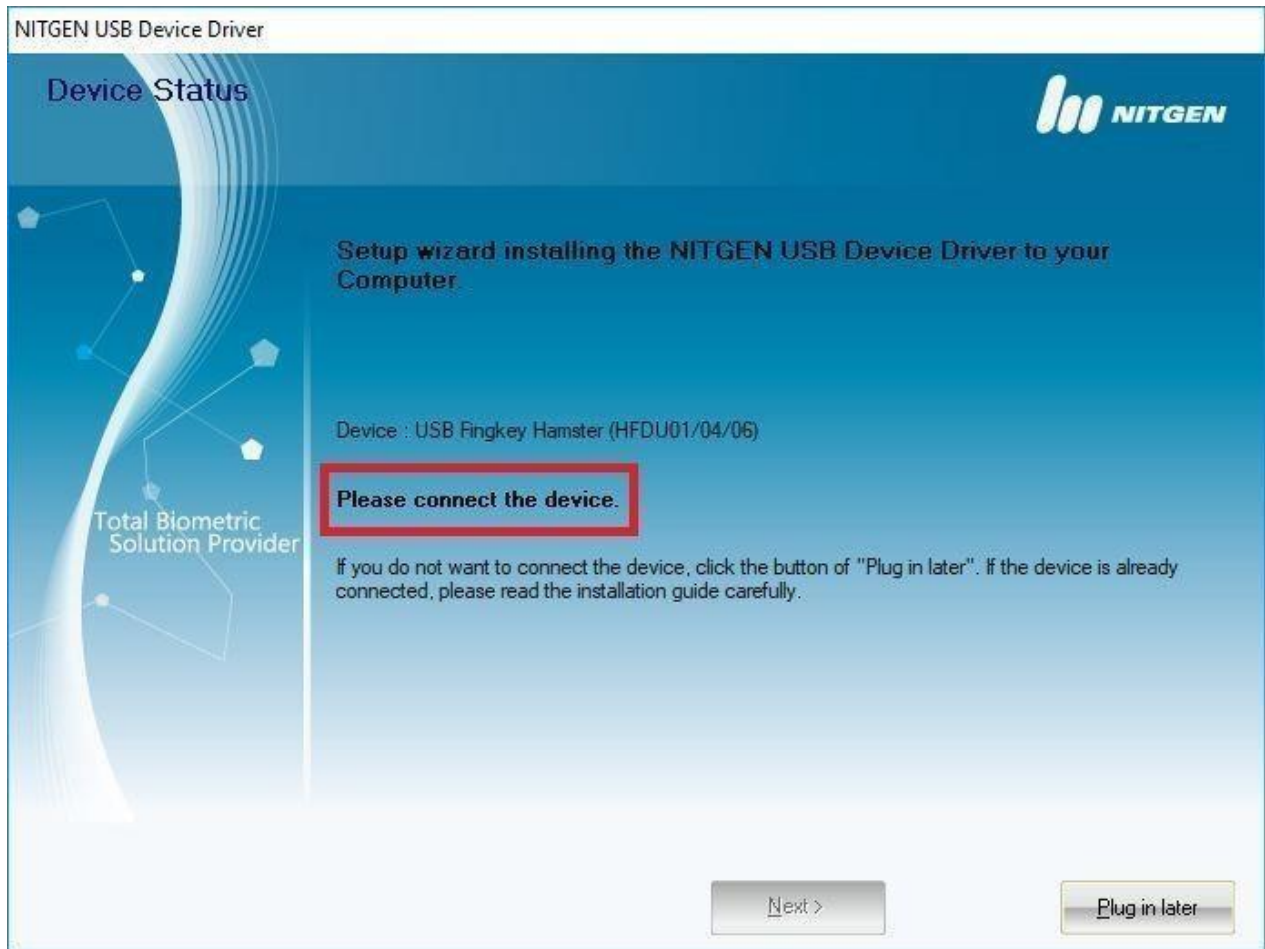 NITGEN USB Device Driver
Device Status
NITGEN
Setup wizard installing the NITGEN USB Device Driver to your
Computer.
Device : USB Fingkey Hamster (HFDU01/04/06)
Please connect the device.
Total Biometric
Solution Provider
If you do not want to connect the device, click the button of "Plug in later". If the device is already
connected, please read the installation guide carefully.
Next >
Plug in later